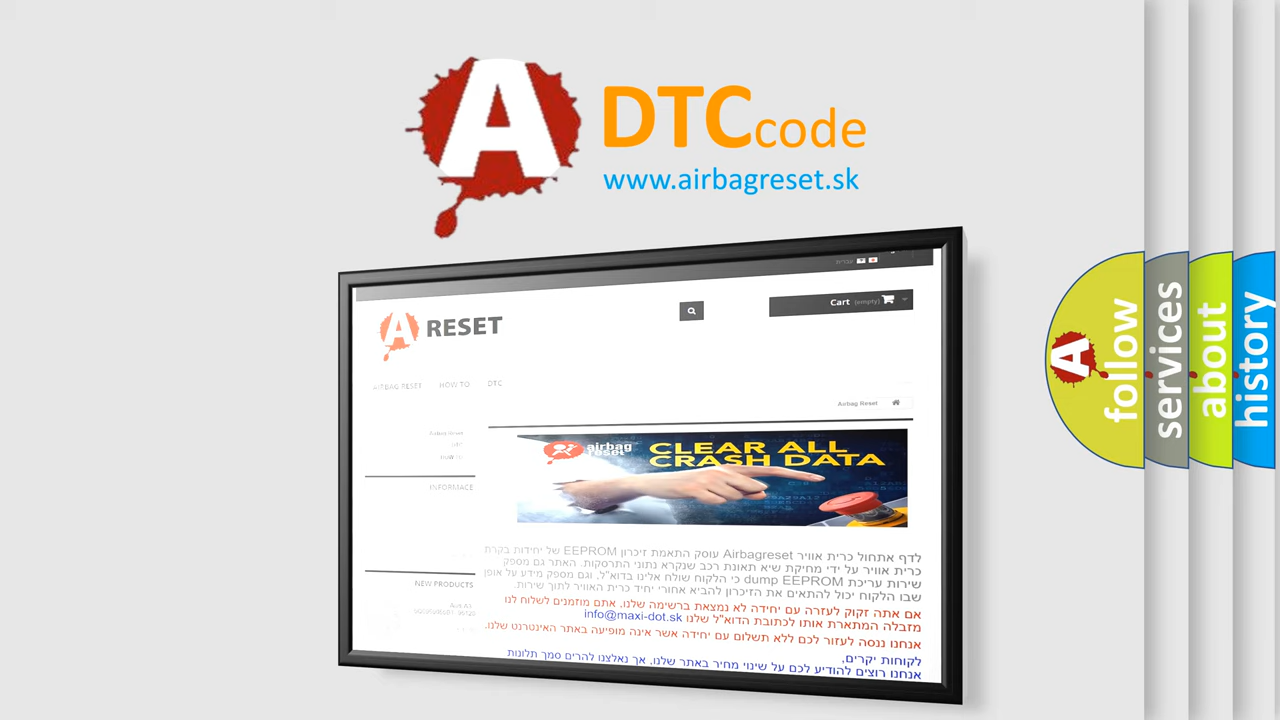 A
DTC code
www.airbagreset.sk
עברית
A RESET
Cart (empty)
AIRBAG RESET HOW TO DTC
Airbag Reset
Airbag Reset
How To
INFORMACE
airbag
reset
CLEAR ALL
CRASH DATA
לדף אתחול כרית אוויר Airbagreset עוסק התאמת זיכרון EEPROM של יחידות בקרת
כרית אוויר על ידי מחיקת שיא תאונת רכב שנקרא נתוני התרסקות. האתר גם מספק
שירות עריכת dump EEPROM כי הלקוח שולח אלינו בדוא"ל, וגם מספק מידע על אופן
שבו הלקוח יכול להתאים את הזיכרון להביא אחורי יחיד כרית האוויר לתוך שירות.
אם אתה זקוק לעזרה עם יחידה לא נמצאת ברשימה שלנו, אתם מוזמנים לשלוח לנו
מזבלה המתארת אותו לכתובת הדוא"ל שלנו info@maxi-dot.sk
אנחנו ננסה לעזור לכם ללא תשלום עם יחידה אשר אינה מופיעה באתר האינטרנט שלנו.
לקוחות יקרים,
אנחנו רוצים להודיע לכם על שינוי מחיר באתר שלנו, אך נאלצנו להרים סמך תלונות
NEW PRODUCTS
follow
services
about
history